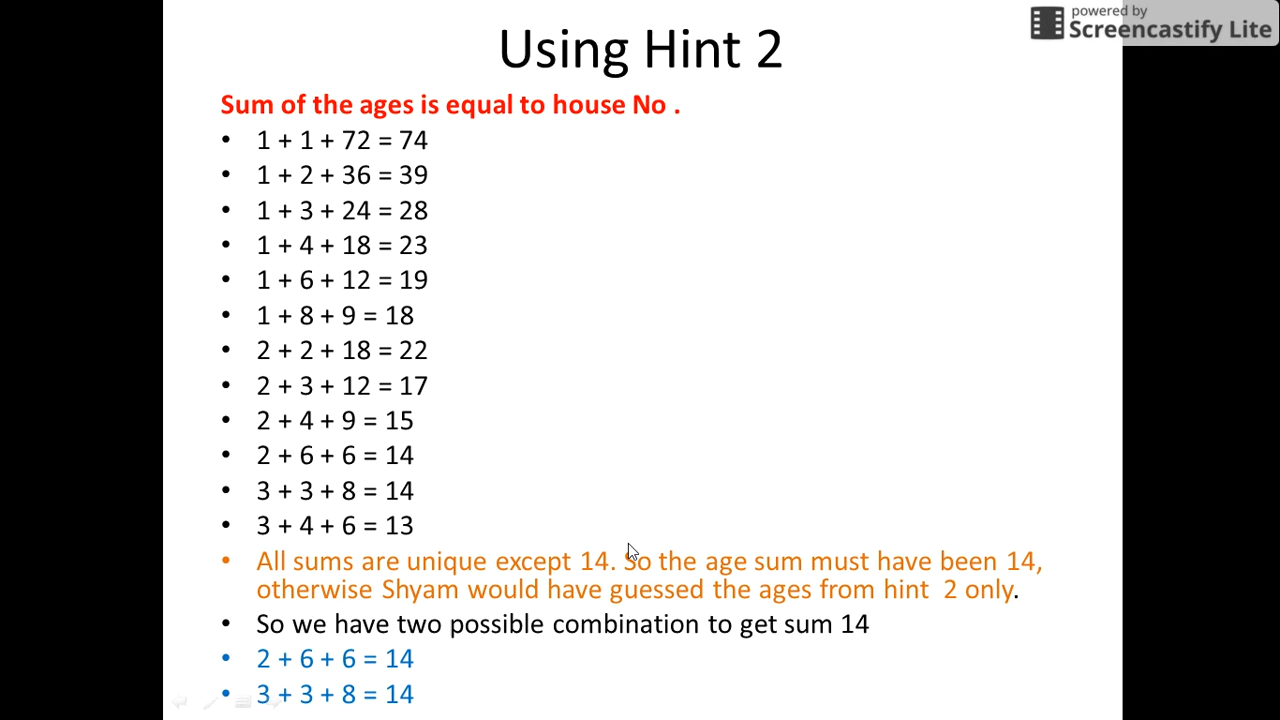 powered by
Screencastify Lite
Using Hint 2
Sum of the ages is equal to house No .
• 1 + 1 + 72 = 74
• 1 + 2 + 36 = 39
• 1 + 3 + 24 = 28
• 1 + 4 + 18 = 23
• 1 + 6 + 12 = 19
• 1 + 8 + 9 = 18
• 2 + 2 + 18 = 22
• 2 + 3 + 12 = 17
• 2 + 4 + 9 = 15
• 2 + 6 + 6 = 14
• 3 + 3 + 8 = 14
• 3 + 4 + 6 = 13
• All sums are unique except 14. So the age sum must have been 14,
otherwise Shyam would have guessed the ages from hint 2 only.
• So we have two possible combination to get sum 14
• 2 + 6 + 6 = 14
• 3 + 3 + 8 = 14